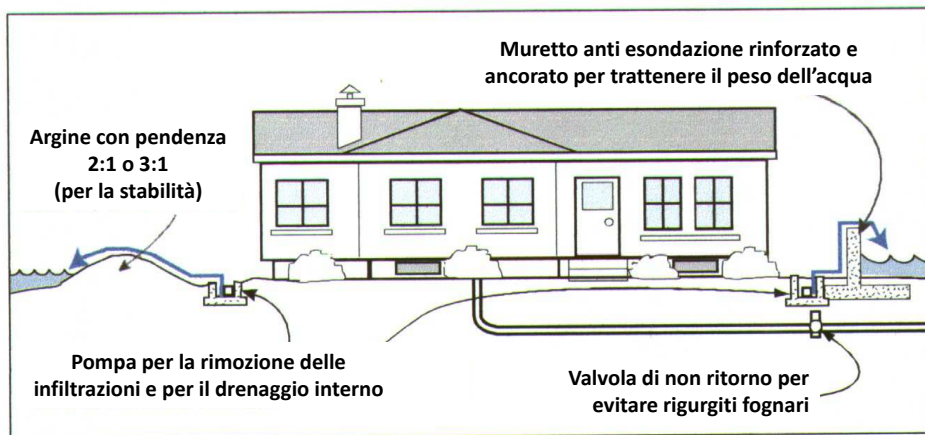 Muretto anti esondazione rinforzato e
ancorato per trattenere il peso dell'acqua
Argine con pendenza
2:1 o 3:1
(per la stabilità)
Pompa per la rimozione delle
infiltrazioni e per il drenaggio interno
Valvola di non ritorno per
evitare rigurgiti fognari